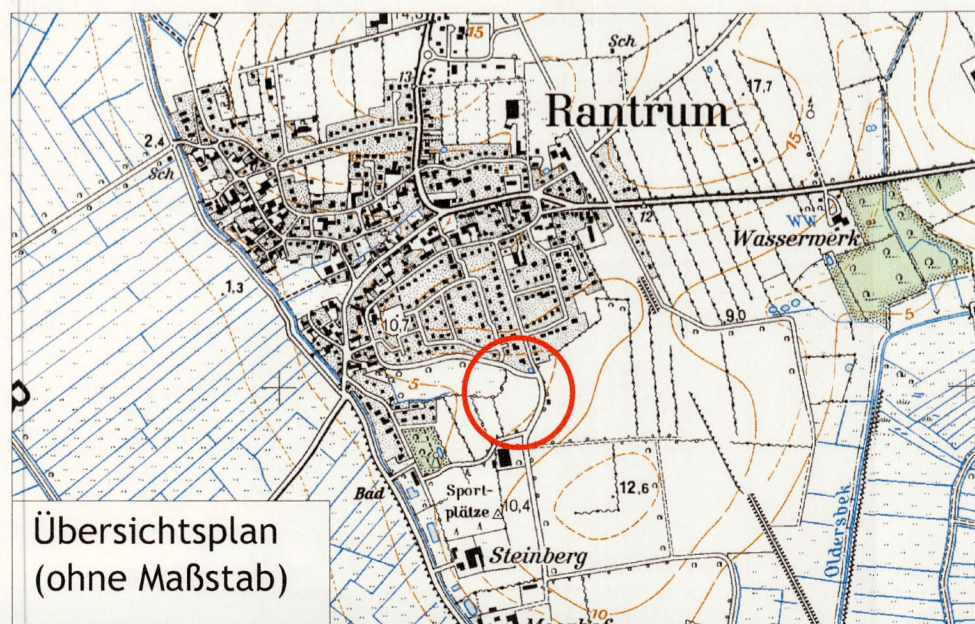 15
Sch
13
Rantrum
17,7
15
8
2.4
Sch
12
WW
Wasserwerk
1.3
9,0
5
10,7
5
Bad
Sport-
plätze
10,4
12,6
Steinberg
Oldersbek
10
Übersichtsplan
(ohne Maßstab)